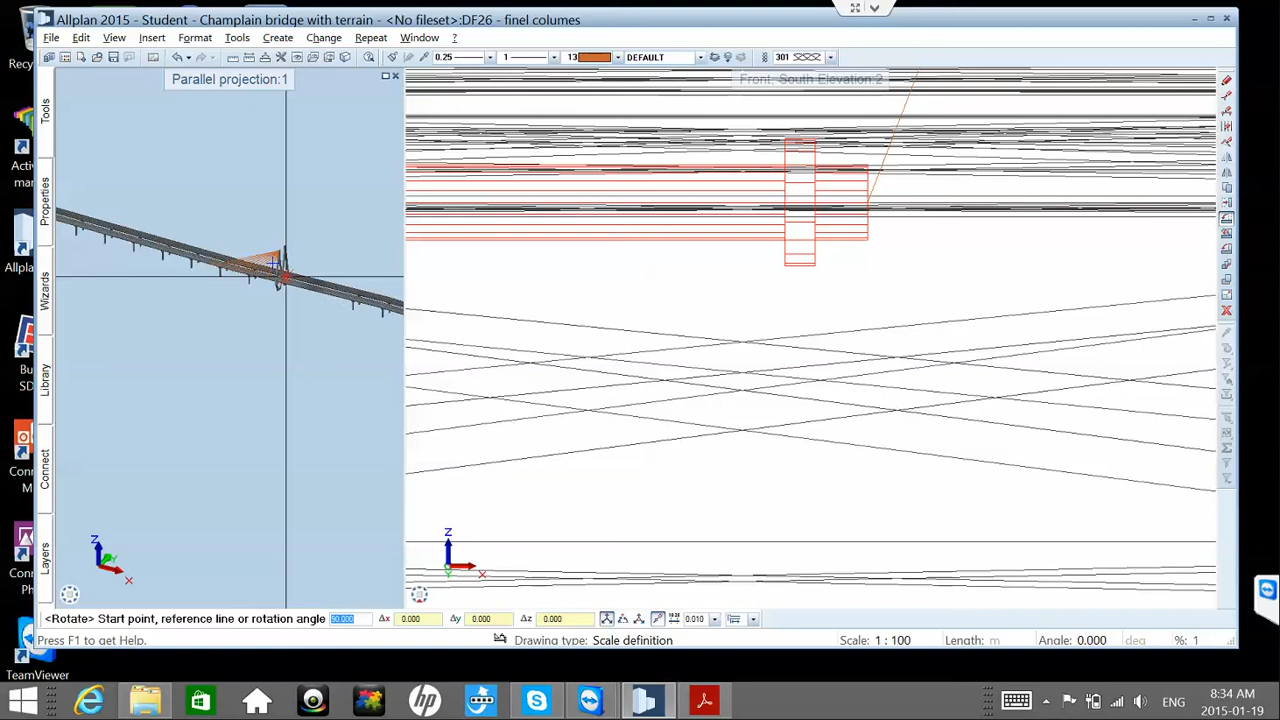 Allplan 2015 - Student - Champlain bridge with terrain - <No fileset>:DF26 - finel columes
File Edit View Insert Format Tools Create Change Repeat Window ?
0.25 1 13 DEFAULT 301
Parallel projection:1
Front, South Elevation:2
Tools
Properties
Wizards
Library
Connect
Layers
Z
Y
X
Z
Y
X
<Rotate> Start point, reference line or rotation angle 90.000 Δx 0.000 Δy 0.000 Δz 0.000 0.010
Press F1 to get Help. Drawing type: Scale definition Scale: 1 : 100 Length: m Angle: 0.000 deg %: 1
Allpla
SD
TeamViewer
hp
ENG
8:34 AM
2015-01-19